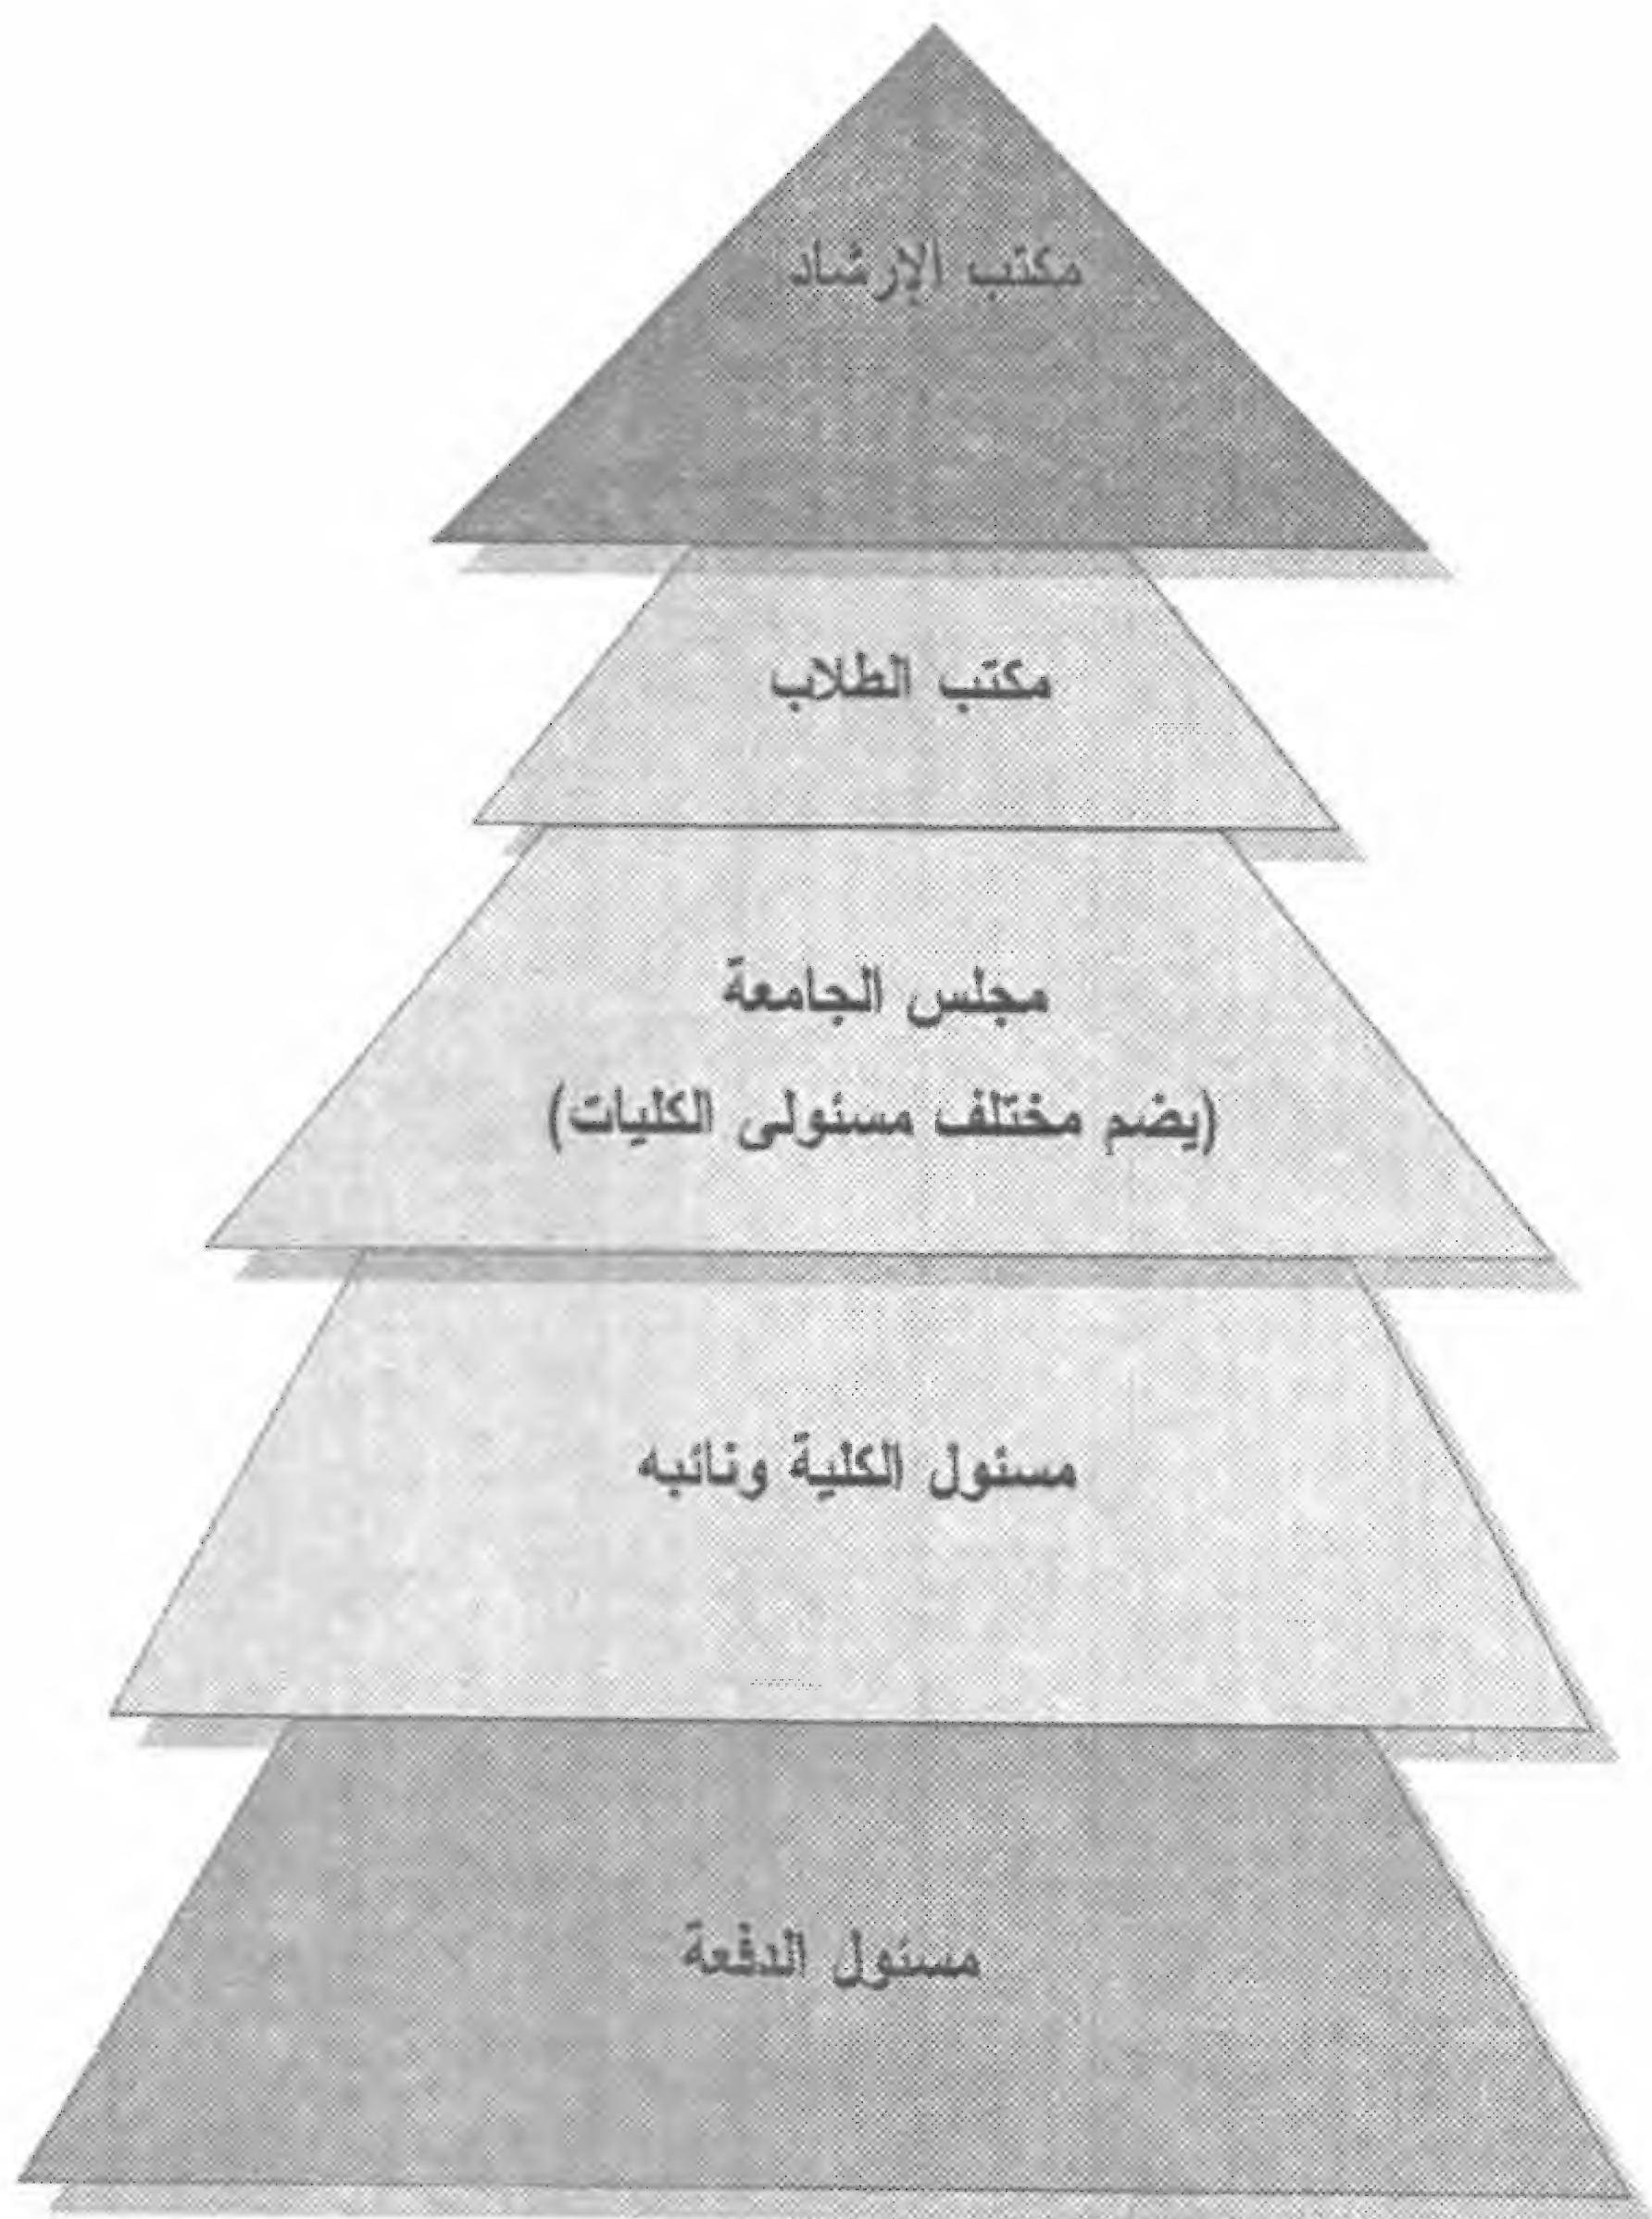 مكتب الإرشاد
مكتب الطلاب
مجلس الجامعة
(يضم مختلف مسئولى الكليات)
مسئول الكلية ونائبه
مسئول الدفعة